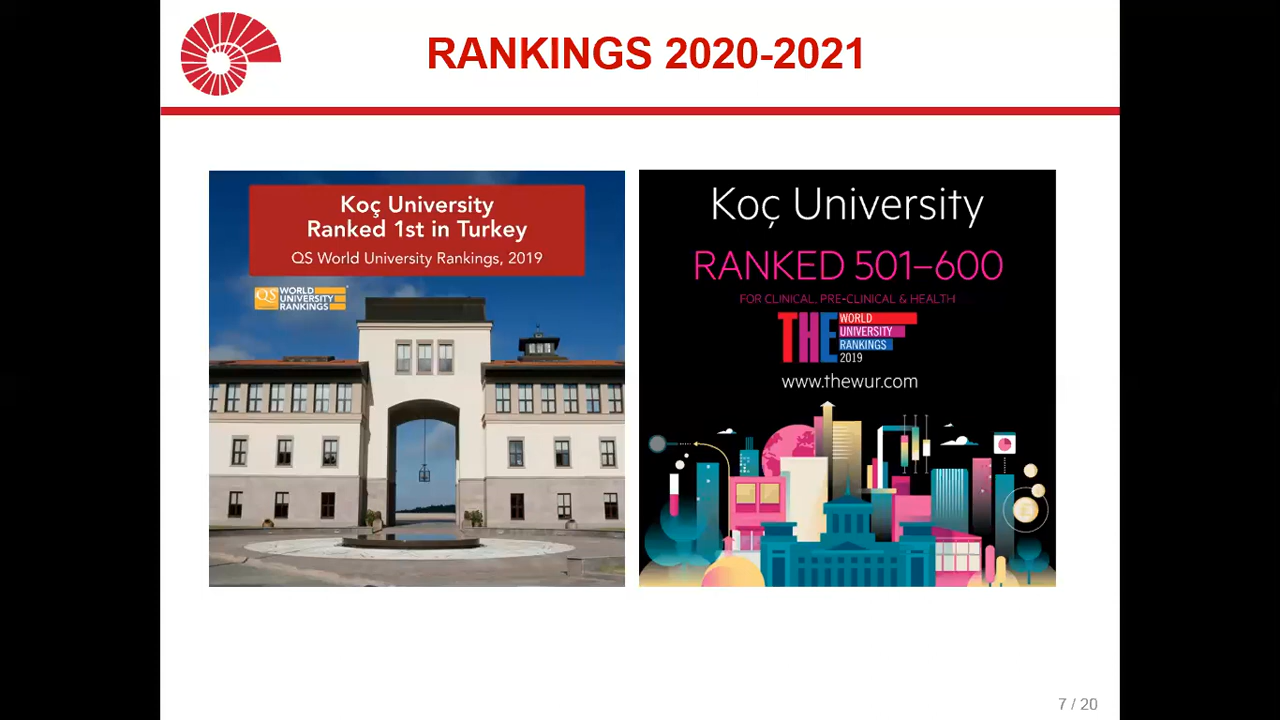 RANKINGS 2020-2021
Koç University
Ranked 1st in Turkey
QS World University Rankings, 2019
QS WORLD
UNIVERSITY
RANKINGS
Koç University
RANKED 501–600
FOR CLINICAL, PRE-CLINICAL & HEALTH
THE WORLD
UNIVERSITY
RANKINGS
2019
www.thewur.com
7 / 20